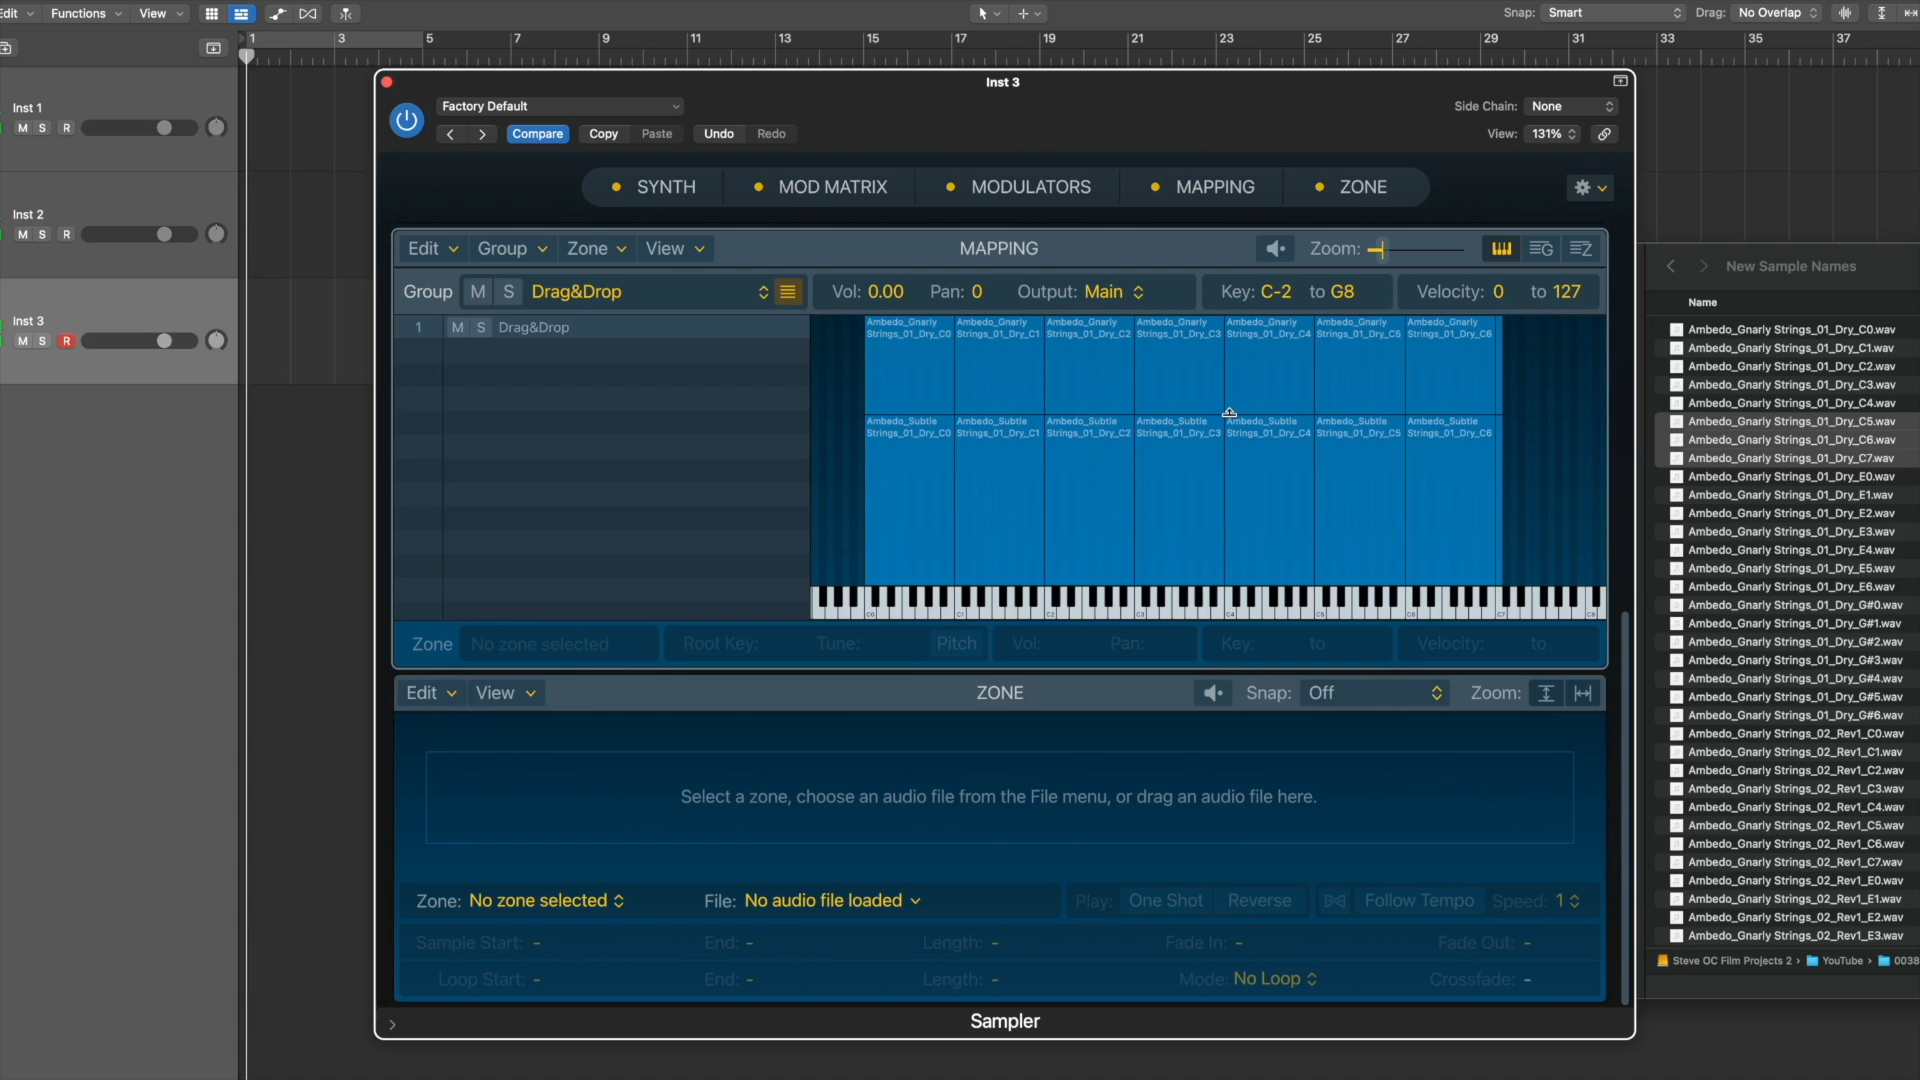 Edit Functions View Snap: Smart Drag: No Overlap
1 3 5 7 9 11 13 15 17 19 21 23 25 27 29 31 33 35 37
Inst 1
M S R
Inst 2
M S R
Inst 3
M S R
Inst 3
Factory Default Side Chain: None
Compare Copy Paste Undo Redo View: 131%
SYNTH MOD MATRIX MODULATORS MAPPING ZONE
Edit Group Zone View MAPPING Zoom:
Group M S Drag&Drop Vol: 0.00 Pan: 0 Output: Main Key: C-2 to G8 Velocity: 0 to 127
1 M S Drag&Drop
Ambedo_Gnarly Ambedo_Gnarly Ambedo_Gnarly Ambedo_Gnarly Ambedo_Gnarly Ambedo_Gnarly Ambedo_Gnarly
Strings_01_Dry_C0 Strings_01_Dry_C1 Strings_01_Dry_C2 Strings_01_Dry_C3 Strings_01_Dry_C4 Strings_01_Dry_C5 Strings_01_Dry_C6
Ambedo_Subtle Ambedo_Subtle Ambedo_Subtle Ambedo_Subtle Ambedo_Subtle Ambedo_Subtle Ambedo_Subtle
Strings_01_Dry_C0 Strings_01_Dry_C1 Strings_01_Dry_C2 Strings_01_Dry_C3 Strings_01_Dry_C4 Strings_01_Dry_C5 Strings_01_Dry_C6
C0 C1 C2 C3 C4 C5 C6 C7 C8
Zone No zone selected Root Key: Tune: Pitch Vol: Pan: Key: to Velocity: to
Edit View ZONE Snap: Off Zoom:
Select a zone, choose an audio file from the File menu, or drag an audio file here.
Zone: No zone selected File: No audio file loaded Play: One Shot Reverse Follow Tempo Speed: 1
Sample Start: - End: - Length: - Fade In: - Fade Out: -
Loop Start: - End: - Length: - Mode: No Loop Crossfade: -
Sampler
New Sample Names
Name
Ambedo_Gnarly Strings_01_Dry_C0.wav
Ambedo_Gnarly Strings_01_Dry_C1.wav
Ambedo_Gnarly Strings_01_Dry_C2.wav
Ambedo_Gnarly Strings_01_Dry_C3.wav
Ambedo_Gnarly Strings_01_Dry_C4.wav
Ambedo_Gnarly Strings_01_Dry_C5.wav
Ambedo_Gnarly Strings_01_Dry_C6.wav
Ambedo_Gnarly Strings_01_Dry_C7.wav
Ambedo_Gnarly Strings_01_Dry_E0.wav
Ambedo_Gnarly Strings_01_Dry_E1.wav
Ambedo_Gnarly Strings_01_Dry_E2.wav
Ambedo_Gnarly Strings_01_Dry_E3.wav
Ambedo_Gnarly Strings_01_Dry_E4.wav
Ambedo_Gnarly Strings_01_Dry_E5.wav
Ambedo_Gnarly Strings_01_Dry_E6.wav
Ambedo_Gnarly Strings_01_Dry_G#0.wav
Ambedo_Gnarly Strings_01_Dry_G#1.wav
Ambedo_Gnarly Strings_01_Dry_G#2.wav
Ambedo_Gnarly Strings_01_Dry_G#3.wav
Ambedo_Gnarly Strings_01_Dry_G#4.wav
Ambedo_Gnarly Strings_01_Dry_G#5.wav
Ambedo_Gnarly Strings_01_Dry_G#6.wav
Ambedo_Gnarly Strings_02_Rev1_C0.wav
Ambedo_Gnarly Strings_02_Rev1_C1.wav
Ambedo_Gnarly Strings_02_Rev1_C2.wav
Ambedo_Gnarly Strings_02_Rev1_C3.wav
Ambedo_Gnarly Strings_02_Rev1_C4.wav
Ambedo_Gnarly Strings_02_Rev1_C5.wav
Ambedo_Gnarly Strings_02_Rev1_C6.wav
Ambedo_Gnarly Strings_02_Rev1_C7.wav
Ambedo_Gnarly Strings_02_Rev1_E0.wav
Ambedo_Gnarly Strings_02_Rev1_E1.wav
Ambedo_Gnarly Strings_02_Rev1_E2.wav
Ambedo_Gnarly Strings_02_Rev1_E3.wav
Steve OC Film Projects 2 › YouTube › 0038